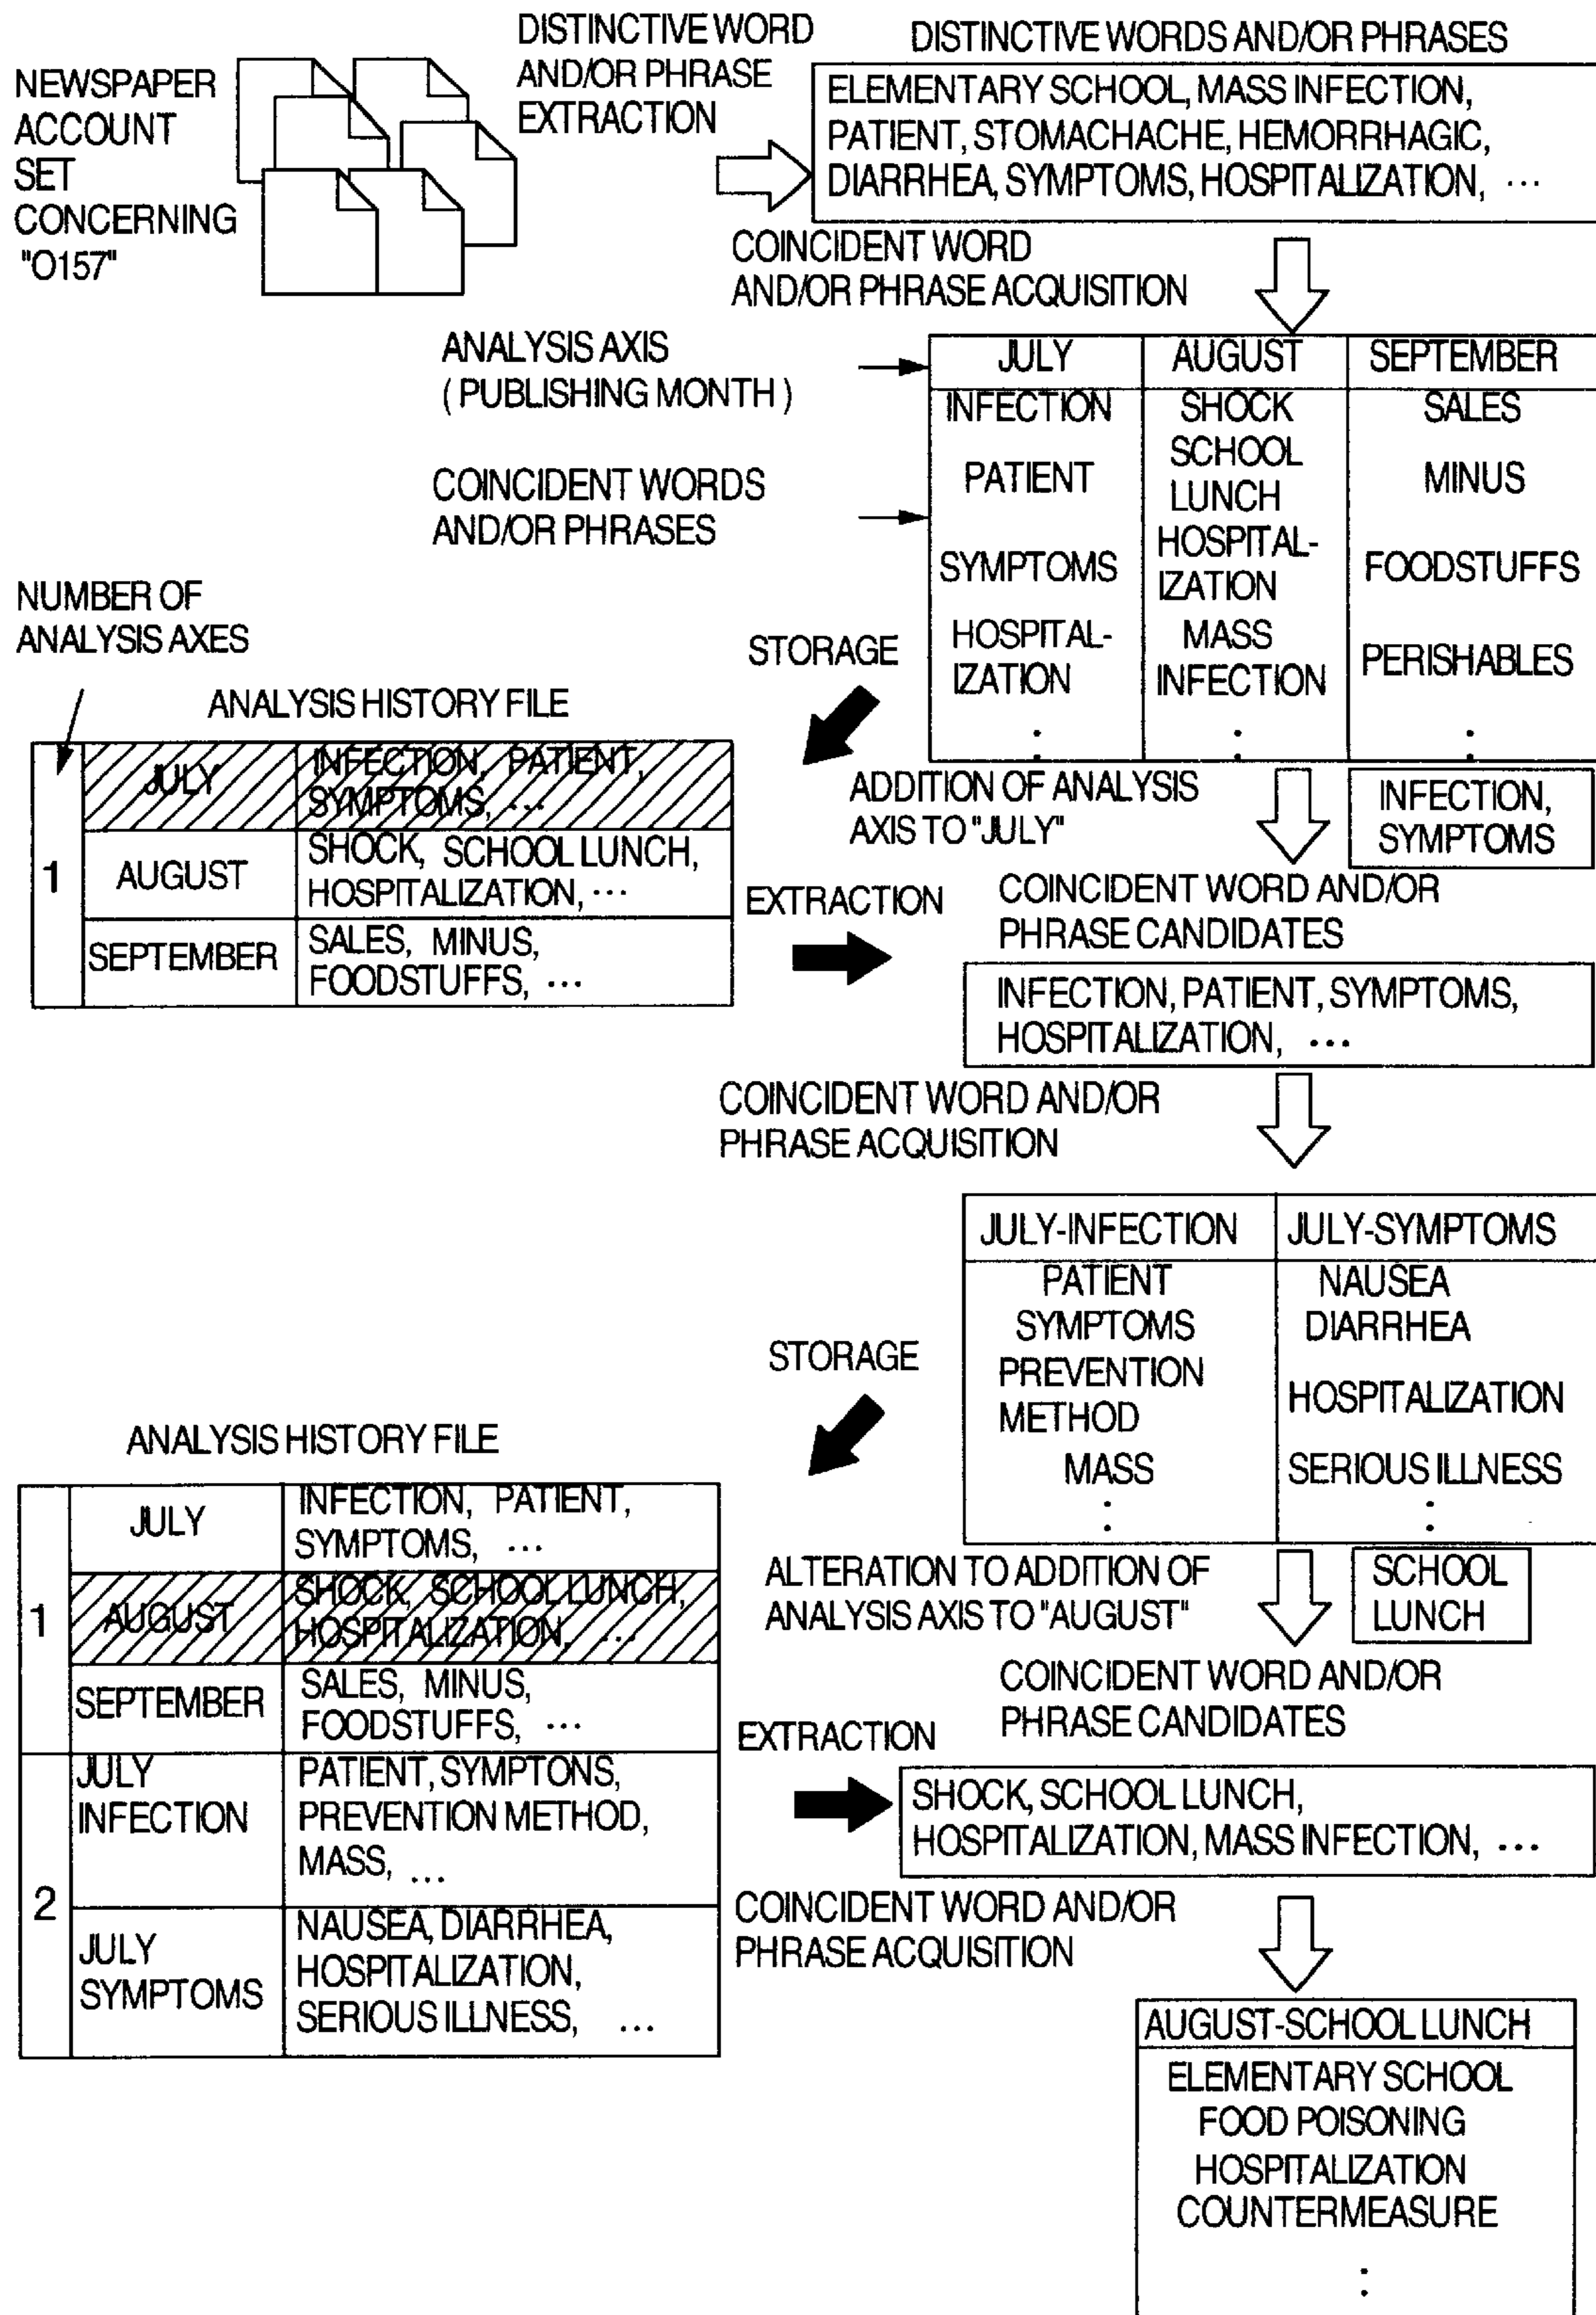 NEWSPAPER
ACCOUNT
SET
CONCERNING
"O157"
DISTINCTIVE WORD
AND/OR PHRASE
EXTRACTION
DISTINCTIVE WORDS AND/OR PHRASES
ELEMENTARY SCHOOL, MASS INFECTION,
PATIENT, STOMACHACHE, HEMORRHAGIC,
DIARRHEA, SYMPTOMS, HOSPITALIZATION, ...
COINCIDENT WORD
AND/OR PHRASE ACQUISITION
ANALYSIS AXIS
( PUBLISHING MONTH )
COINCIDENT WORDS
AND/OR PHRASES
JULY
INFECTION
PATIENT
SYMPTOMS
HOSPITAL-
IZATION
:
AUGUST
SHOCK
SCHOOL
LUNCH
HOSPITAL-
IZATION
MASS
INFECTION
:
SEPTEMBER
SALES
MINUS
FOODSTUFFS
PERISHABLES
:
NUMBER OF
ANALYSIS AXES
STORAGE
ANALYSIS HISTORY FILE
1
JULY
INFECTION, PATIENT,
SYMPTOMS, ...
AUGUST
SHOCK, SCHOOL LUNCH,
HOSPITALIZATION, ...
SEPTEMBER
SALES, MINUS,
FOODSTUFFS, ...
ADDITION OF ANALYSIS
AXIS TO "JULY"
INFECTION,
SYMPTOMS
EXTRACTION
COINCIDENT WORD AND/OR
PHRASE CANDIDATES
INFECTION, PATIENT, SYMPTOMS,
HOSPITALIZATION, ...
COINCIDENT WORD AND/OR
PHRASE ACQUISITION
JULY-INFECTION
PATIENT
SYMPTOMS
PREVENTION
METHOD
MASS
:
JULY-SYMPTOMS
NAUSEA
DIARRHEA
HOSPITALIZATION
SERIOUS ILLNESS
:
STORAGE
ANALYSIS HISTORY FILE
1
JULY
INFECTION, PATIENT,
SYMPTOMS, ...
AUGUST
SHOCK, SCHOOL LUNCH,
HOSPITALIZATION, ...
SEPTEMBER
SALES, MINUS,
FOODSTUFFS, ...
2
JULY
INFECTION
PATIENT, SYMPTONS,
PREVENTION METHOD,
MASS, ...
JULY
SYMPTOMS
NAUSEA, DIARRHEA,
HOSPITALIZATION,
SERIOUS ILLNESS, ...
ALTERATION TO ADDITION OF
ANALYSIS AXIS TO "AUGUST"
SCHOOL
LUNCH
COINCIDENT WORD AND/OR
PHRASE CANDIDATES
EXTRACTION
SHOCK, SCHOOL LUNCH,
HOSPITALIZATION, MASS INFECTION, ...
COINCIDENT WORD AND/OR
PHRASE ACQUISITION
AUGUST-SCHOOL LUNCH
ELEMENTARY SCHOOL
FOOD POISONING
HOSPITALIZATION
COUNTERMEASURE
: